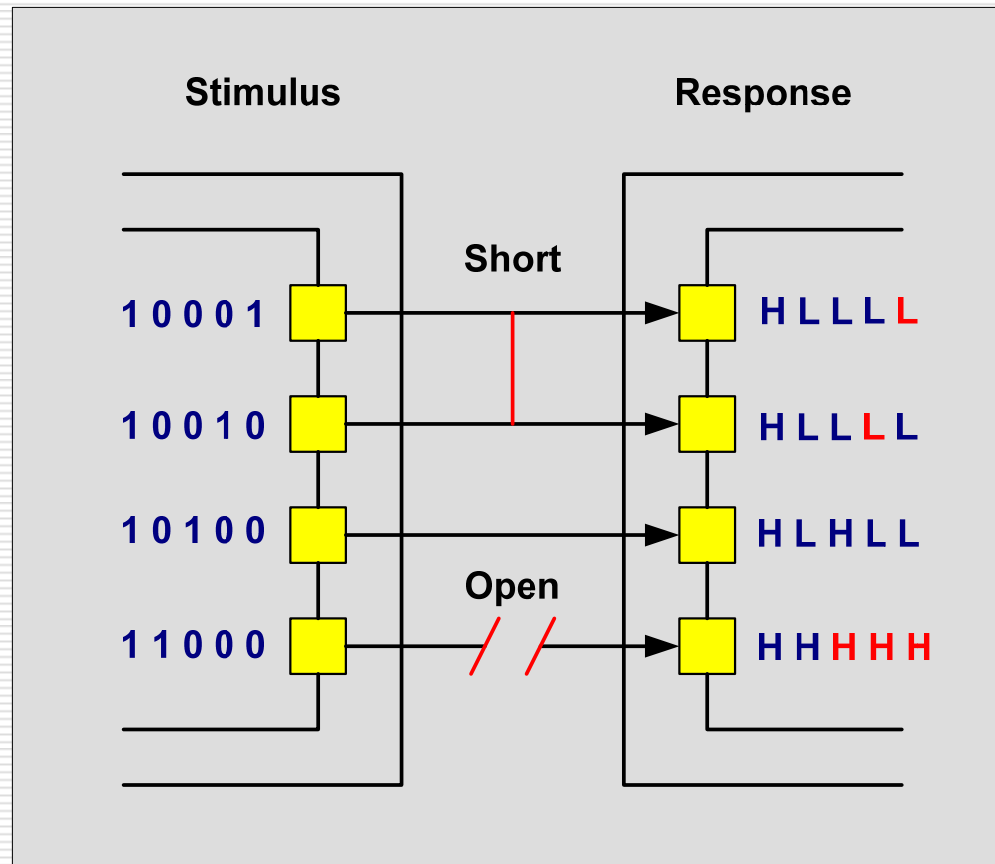 Stimulus Response
Short
1 0 0 0 1 H L L L L
1 0 0 1 0 H L L L L
1 0 1 0 0 H L H L L
Open
1 1 0 0 0 H H H H H